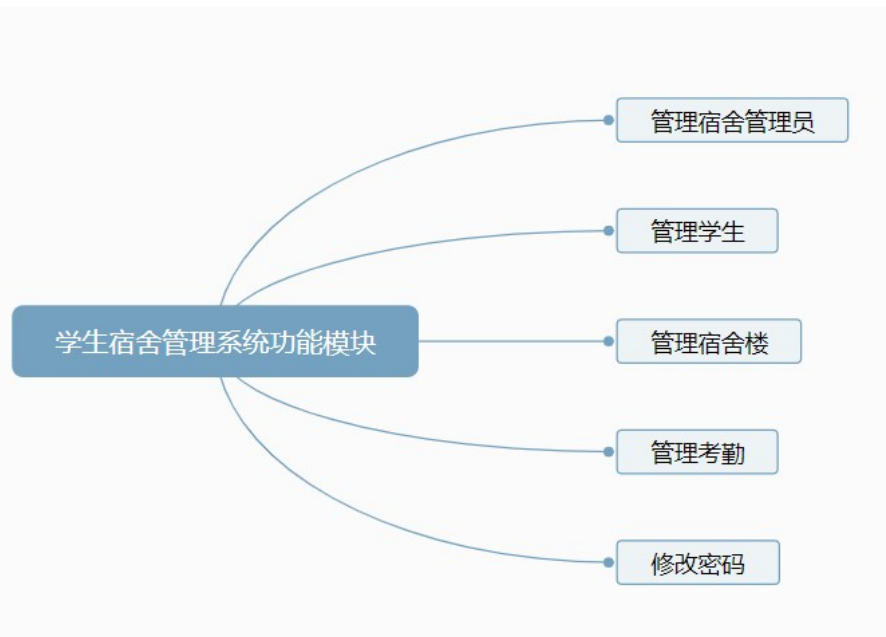 管理宿舍管理员
管理学生
学生宿舍管理系统功能模块
管理宿舍楼
管理考勤
修改密码